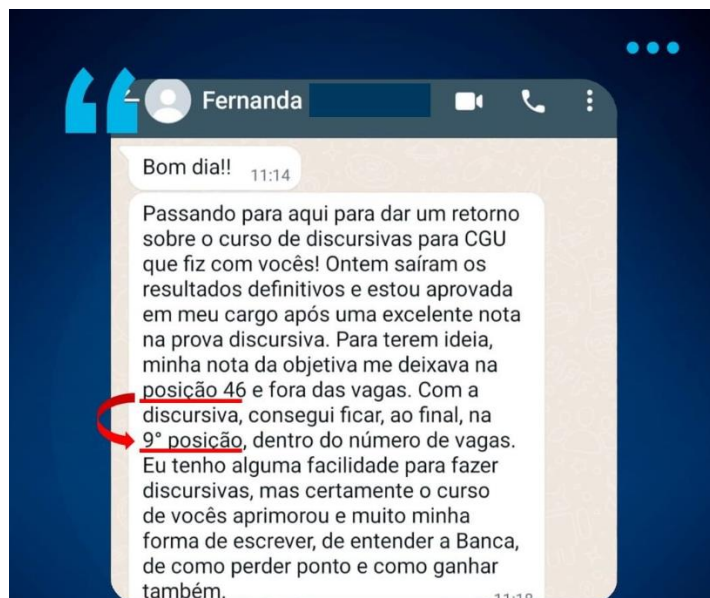 Fernanda
Bom dia!! 11:14
Passando para aqui para dar um retorno
sobre o curso de discursivas para CGU
que fiz com vocês! Ontem saíram os
resultados definitivos e estou aprovada
em meu cargo após uma excelente nota
na prova discursiva. Para terem ideia,
minha nota da objetiva me deixava na
posição 46 e fora das vagas. Com a
discursiva, consegui ficar, ao final, na
9° posição, dentro do número de vagas.
Eu tenho alguma facilidade para fazer
discursivas, mas certamente o curso
de vocês aprimorou e muito minha
forma de escrever, de entender a Banca,
de como perder ponto e como ganhar
também.